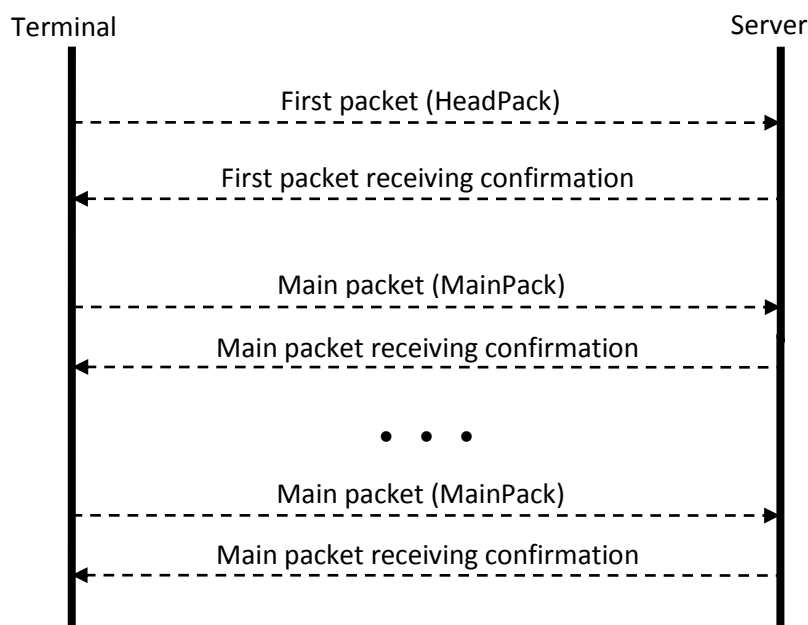 Terminal
Server
First packet (HeadPack)
First packet receiving confirmation
Main packet (MainPack)
Main packet receiving confirmation
• • •
Main packet (MainPack)
Main packet receiving confirmation